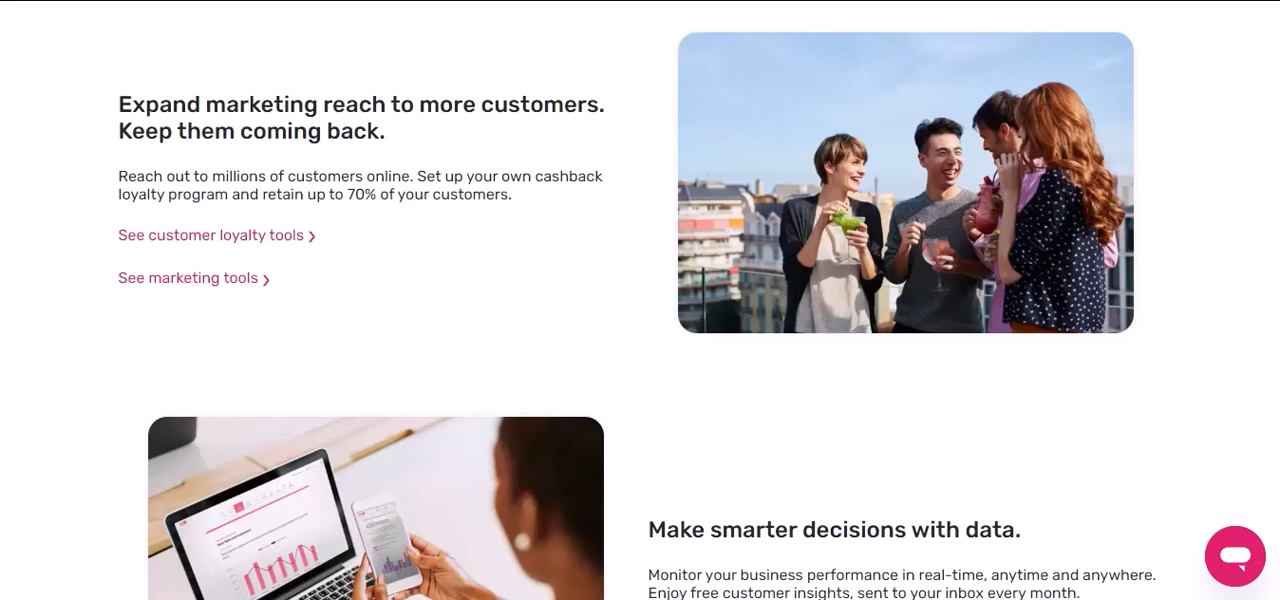 Expand marketing reach to more customers.
Keep them coming back.
Reach out to millions of customers online. Set up your own cashback
loyalty program and retain up to 70% of your customers.
See customer loyalty tools
See marketing tools
Make smarter decisions with data.
Monitor your business performance in real-time, anytime and anywhere.
Enjoy free customer insights, sent to your inbox every month.